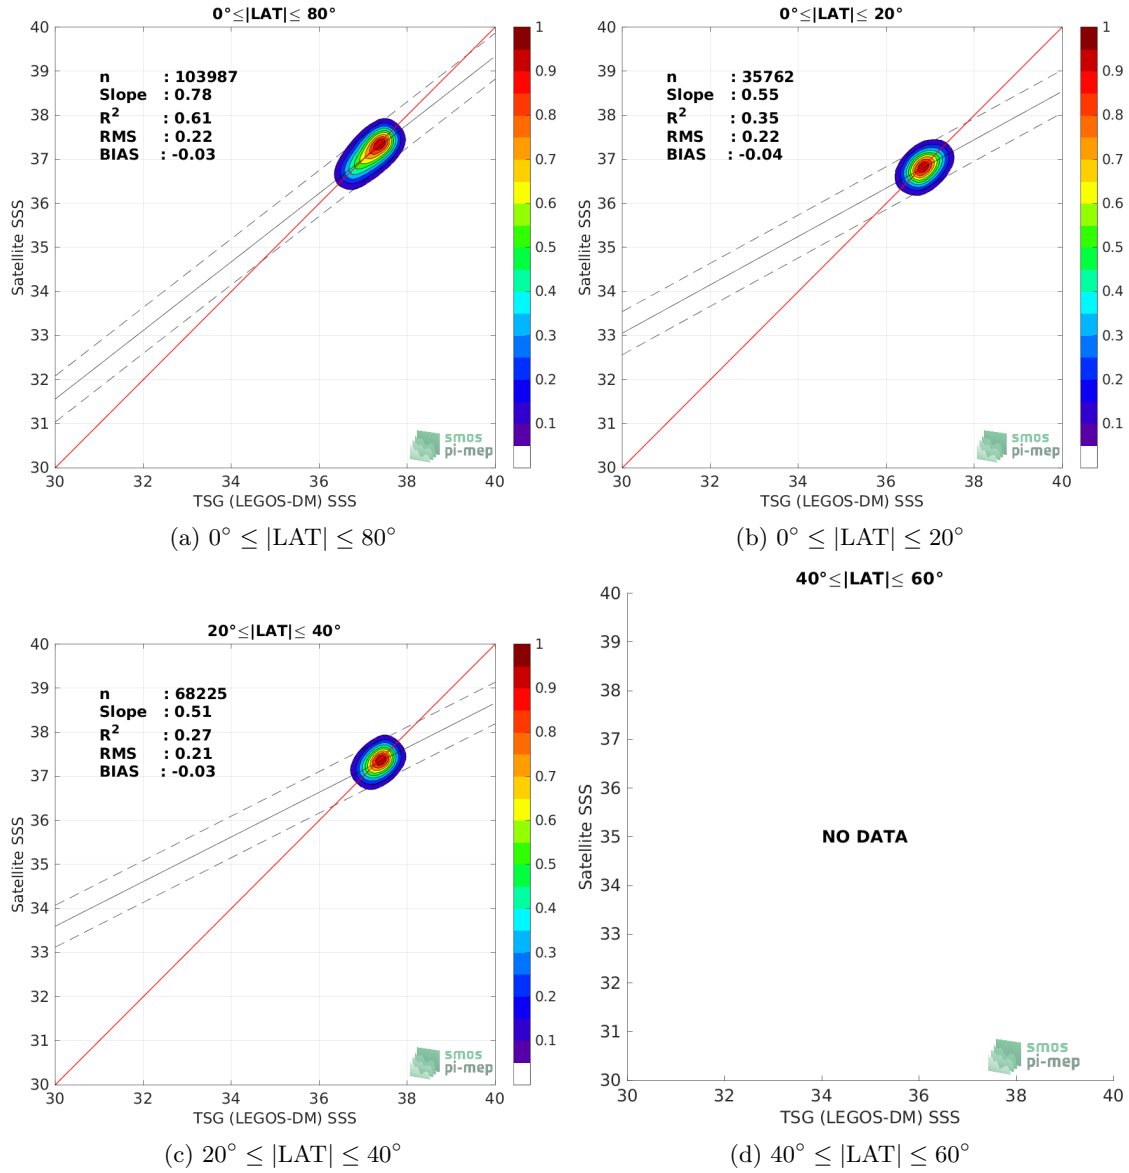 0°≤|LAT|≤ 80°
40
39
38
37
36
35
34
33
32
31
30
Satellite SSS
n : 103987
Slope : 0.78
R² : 0.61
RMS : 0.22
BIAS : -0.03
smos
pi-mep
30 32 34 36 38 40
TSG (LEGOS-DM) SSS
1
0.9
0.8
0.7
0.6
0.5
0.4
0.3
0.2
0.1
(a) 0° ≤ |LAT| ≤ 80°
0°≤|LAT|≤ 20°
40
39
38
37
36
35
34
33
32
31
30
Satellite SSS
n : 35762
Slope : 0.55
R² : 0.35
RMS : 0.22
BIAS : -0.04
smos
pi-mep
30 32 34 36 38 40
TSG (LEGOS-DM) SSS
1
0.9
0.8
0.7
0.6
0.5
0.4
0.3
0.2
0.1
(b) 0° ≤ |LAT| ≤ 20°
20°≤|LAT|≤ 40°
40
39
38
37
36
35
34
33
32
31
30
Satellite SSS
n : 68225
Slope : 0.51
R² : 0.27
RMS : 0.21
BIAS : -0.03
smos
pi-mep
30 32 34 36 38 40
TSG (LEGOS-DM) SSS
1
0.9
0.8
0.7
0.6
0.5
0.4
0.3
0.2
0.1
(c) 20° ≤ |LAT| ≤ 40°
40°≤|LAT|≤ 60°
40
39
38
37
36
35
34
33
32
31
30
Satellite SSS
NO DATA
smos
pi-mep
30 32 34 36 38 40
TSG (LEGOS-DM) SSS
(d) 40° ≤ |LAT| ≤ 60°